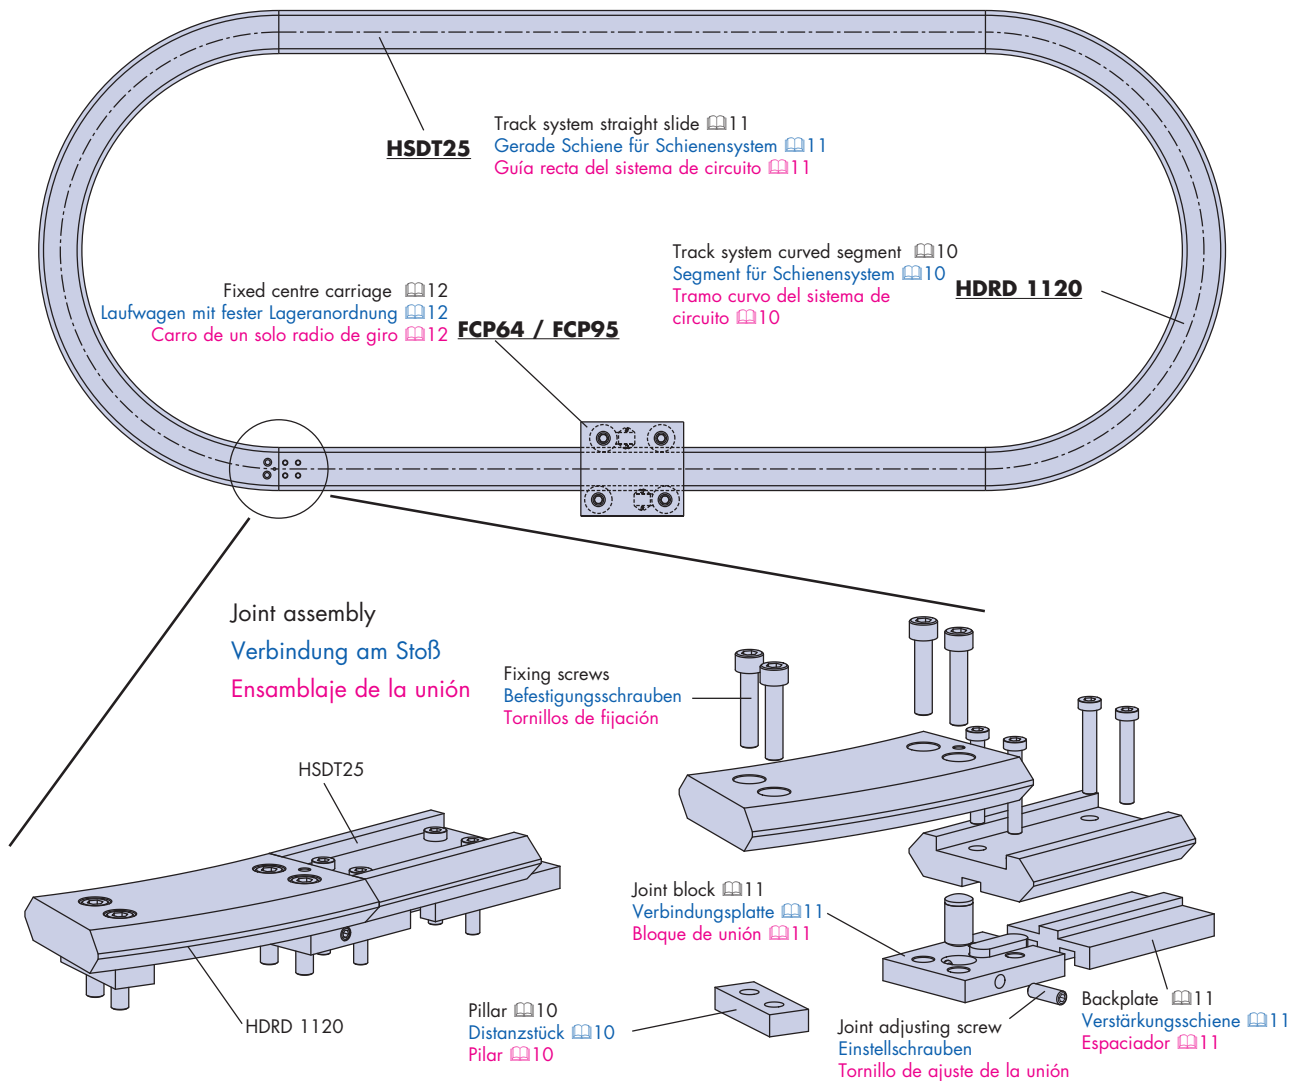 Track system straight slide 11
HSDT25
Gerade Schiene für Schienensystem 11
Guía recta del sistema de circuito 11
Track system curved segment 10
Segment für Schienensystem 10
Tramo curvo del sistema de
circuito 10
HDRD 1120
Fixed centre carriage 12
Laufwagen mit fester Lageranordnung 12
Carro de un solo radio de giro 12
FCP64 / FCP95
Joint assembly
Verbindung am Stoß
Ensamblaje de la unión
Fixing screws
Befestigungsschrauben
Tornillos de fijación
HSDT25
HDRD 1120
Joint block 11
Verbindungsplatte 11
Bloque de unión 11
Pillar 10
Distanzstück 10
Pilar 10
Joint adjusting screw
Einstellschrauben
Tornillo de ajuste de la unión
Backplate 11
Verstärkungsschiene 11
Espaciador 11